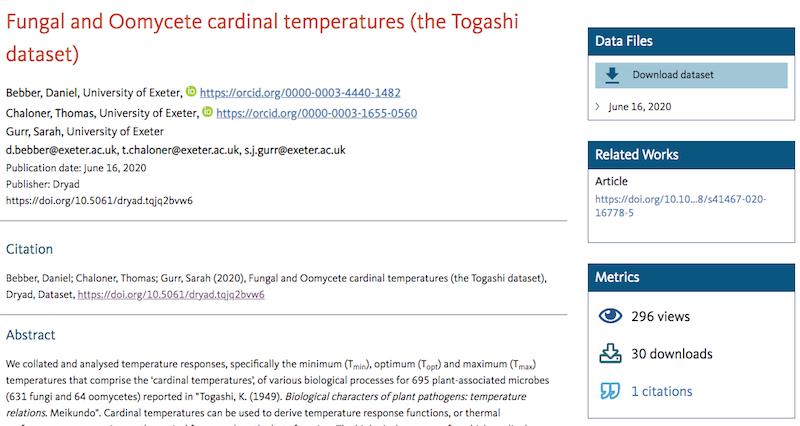 Fungal and Oomycete cardinal temperatures (the Togashi
dataset)
Bebber, Daniel, University of Exeter, iD https://orcid.org/0000-0003-4440-1482
Chaloner, Thomas, University of Exeter, iD https://orcid.org/0000-0003-1655-0560
Gurr, Sarah, University of Exeter
d.bebber@exeter.ac.uk, t.chaloner@exeter.ac.uk, s.j.gurr@exeter.ac.uk
Publication date: June 16, 2020
Publisher: Dryad
https://doi.org/10.5061/dryad.tqjq2bvw6
Citation
Bebber, Daniel; Chaloner, Thomas; Gurr, Sarah (2020), Fungal and Oomycete cardinal temperatures (the Togashi dataset),
Dryad, Dataset, https://doi.org/10.5061/dryad.tqjq2bvw6
Abstract
We collated and analysed temperature responses, specifically the minimum (Tmin), optimum (Topt) and maximum (Tmax)
temperatures that comprise the 'cardinal temperatures', of various biological processes for 695 plant-associated microbes
(631 fungi and 64 oomycetes) reported in "Togashi, K. (1949). Biological characters of plant pathogens: temperature
relations. Meikundo". Cardinal temperatures can be used to derive temperature response functions, or thermal
Data Files
Download dataset
June 16, 2020
Related Works
Article
https://doi.org/10.10...8/s41467-020-
16778-5
Metrics
296 views
30 downloads
1 citations